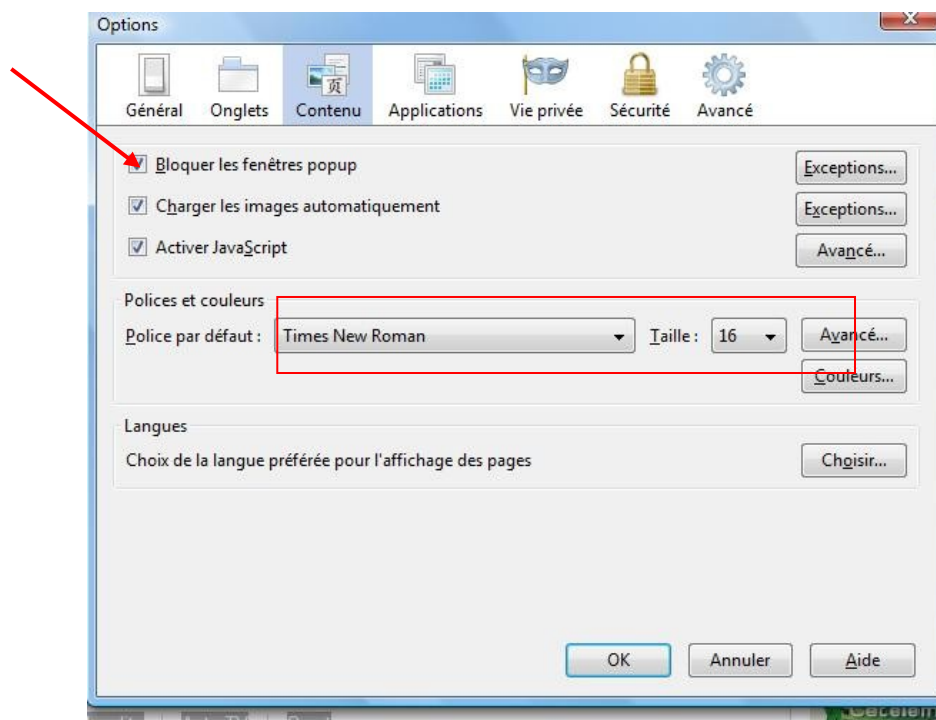 Options
Général Onglets Contenu Applications Vie privée Sécurité Avancé
页
Bloquer les fenêtres popup Exceptions...
Charger les images automatiquement Exceptions...
Activer JavaScript Avancé...
Polices et couleurs
Police par défaut : Times New Roman Taille : 16 Avancé...
Couleurs...
Langues
Choix de la langue préférée pour l'affichage des pages Choisir...
OK Annuler Aide